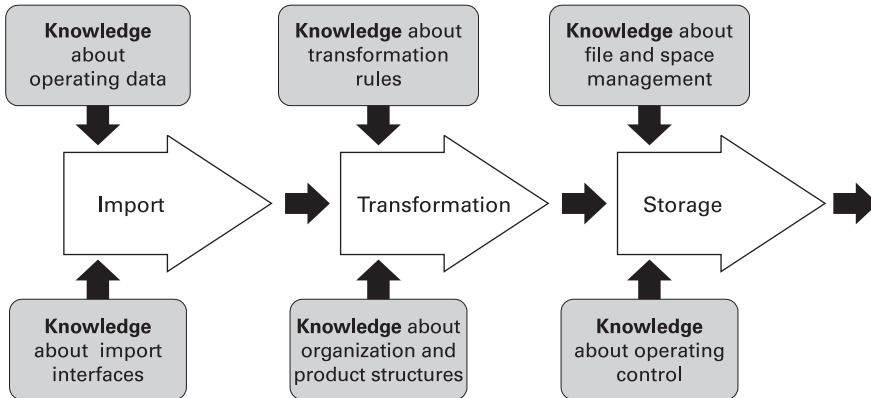 Knowledge
about
operating data
Knowledge about
transformation
rules
Knowledge about
file and space
management
Import
Transformation
Storage
Knowledge
about import
interfaces
Knowledge about
organization and
product structures
Knowledge
about operating
control